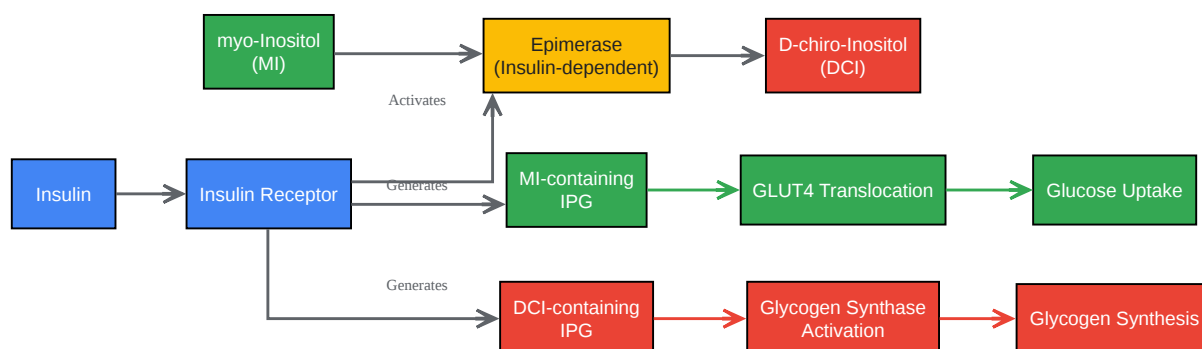 myo-Inositol
(MI)
Epimerase
(Insulin-dependent)
D-chiro-Inositol
(DCI)
Activates
Insulin
Insulin Receptor
Generates
MI-containing
IPG
GLUT4 Translocation
Glucose Uptake
Generates
DCI-containing
IPG
Glycogen Synthase
Activation
Glycogen Synthesis